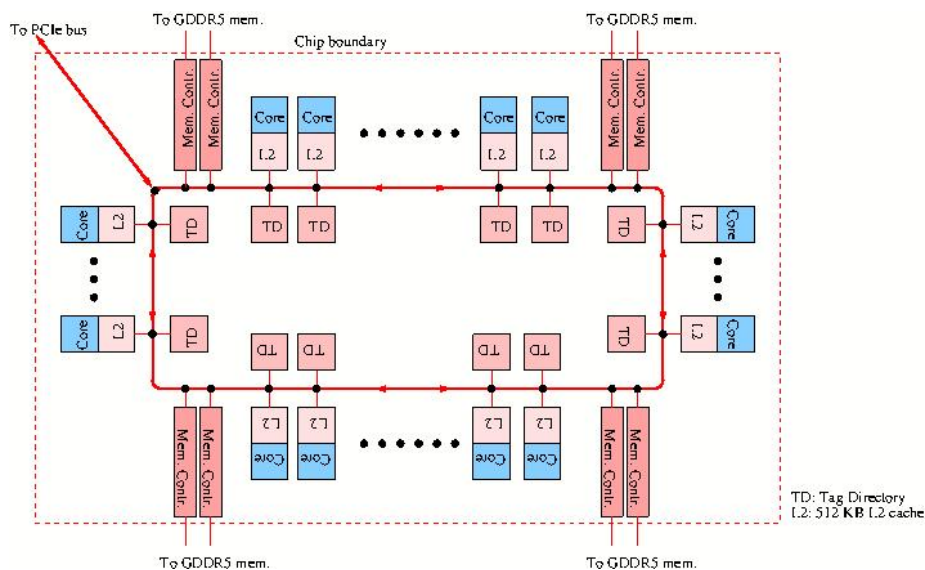 To GDDR5 mem.
To GDDR5 mem.
To PCIe bus
Chip boundary
Mem. Contr.
Mem. Contr.
Mem. Contr.
Mem. Contr.
Core
Core
Core
Core
L2
L2
L2
L2
TD
TD
TD
TD
Core
L2
TD
TD
L2
Core
Core
L2
TD
TD
L2
Core
TD
TD
TD
TD
L2
L2
L2
L2
Core
Core
Core
Core
Mem. Contr.
Mem. Contr.
Mem. Contr.
Mem. Contr.
TD: Tag Directory
L2: 512 KB L2 cache
To GDDR5 mem.
To GDDR5 mem.